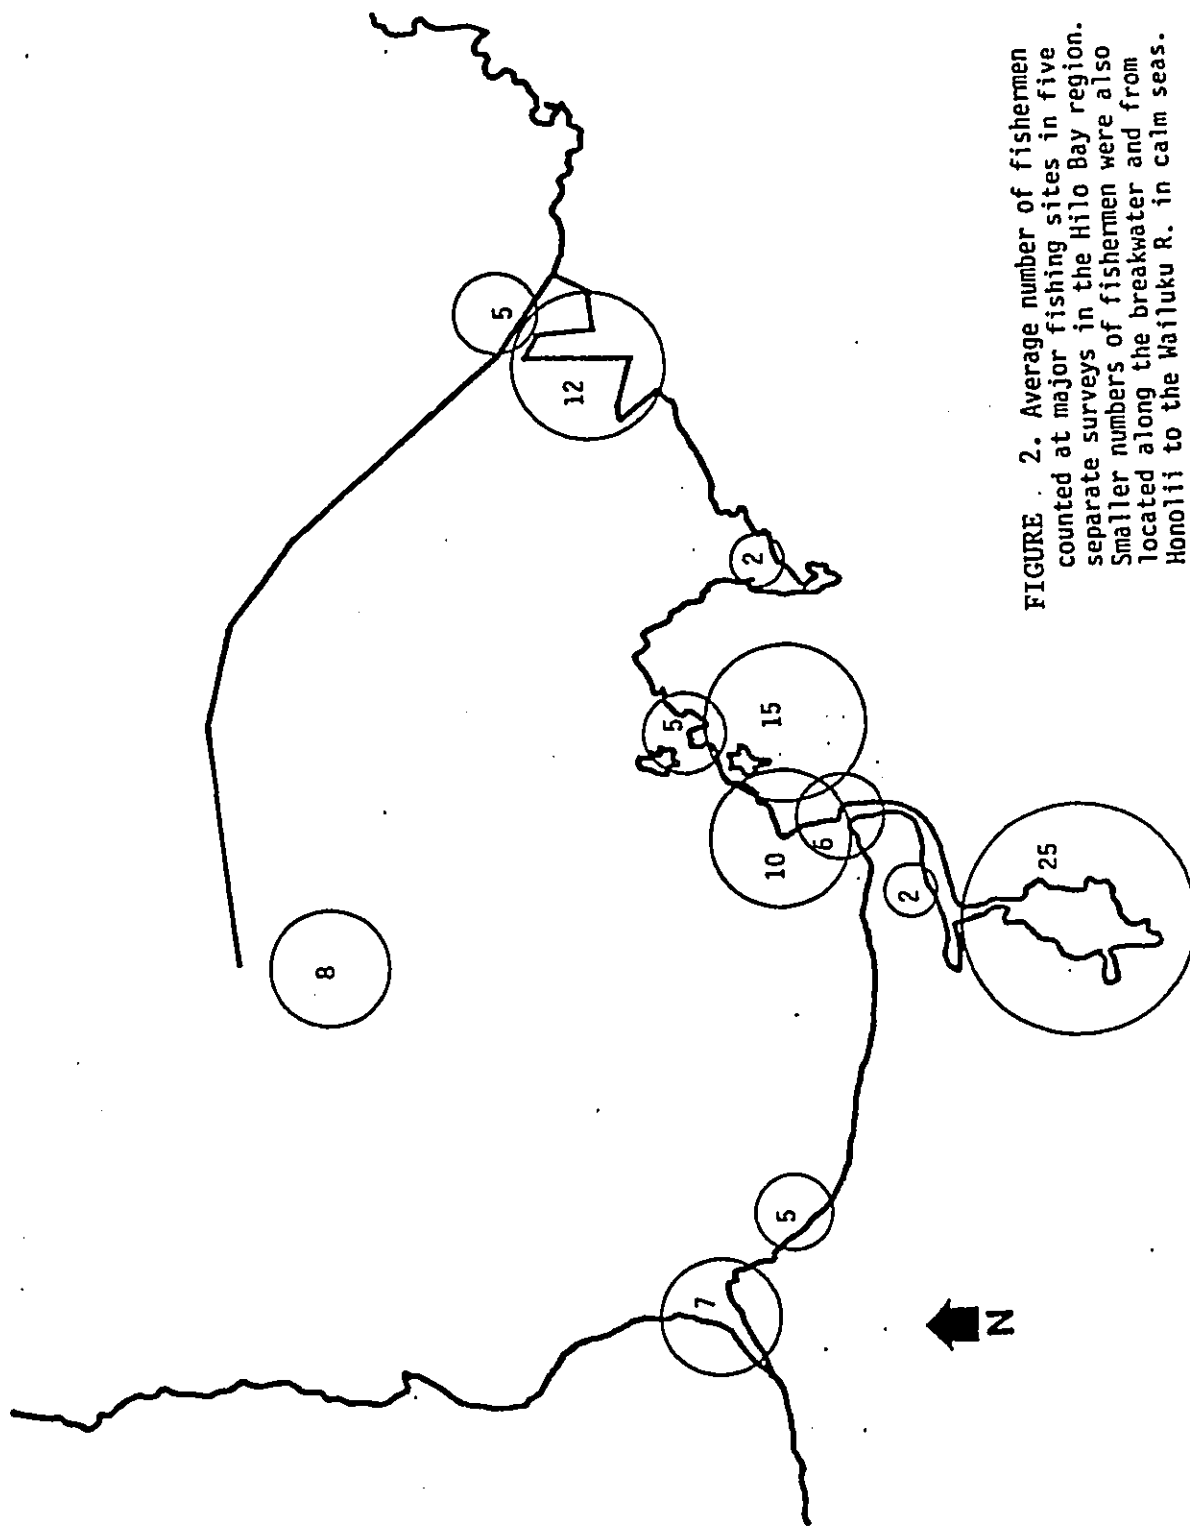 5
12
2
5
15
10
6
2
25
8
5
7
N
FIGURE . 2. Average number of fishermen
counted at major fishing sites in five
separate surveys in the Hilo Bay region.
Smaller numbers of fishermen were also
located along the breakwater and from
Honolii to the Wailuku R. in calm seas.